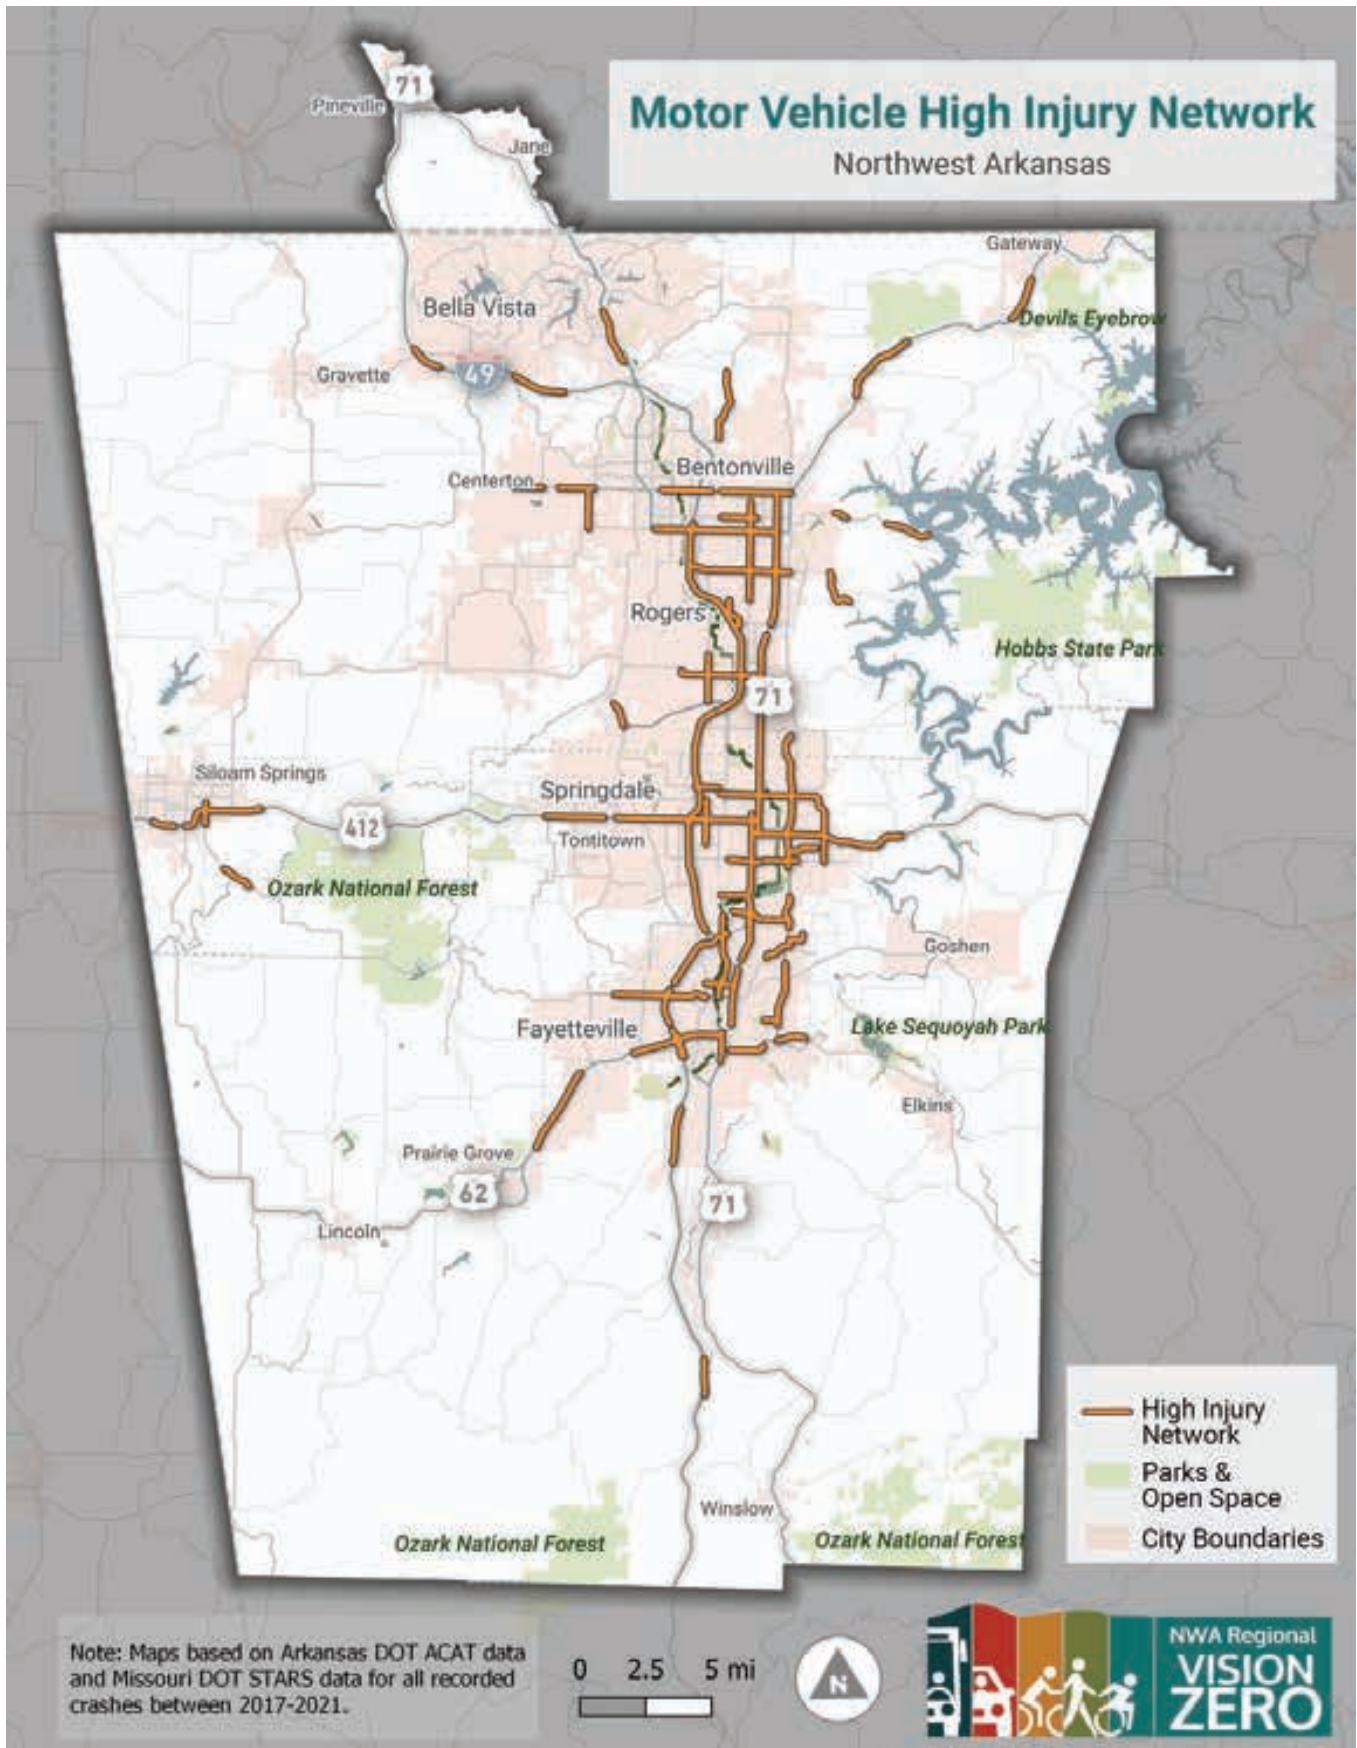 Motor Vehicle High Injury Network
Northwest Arkansas
71
Pineville
Jane
Gateway
Bella Vista
Devils Eyebrow
Gravette
49
Bentonville
Centerton
Rogers
Hobbs State Park
71
Siloam Springs
Springdale
412
Tontitown
Ozark National Forest
Goshen
Fayetteville
Lake Sequoyah Park
Elkins
Prairie Grove
62
71
Lincoln
Winslow
Ozark National Forest
Ozark National Forest
High Injury
Network
Parks &
Open Space
City Boundaries
Note: Maps based on Arkansas DOT ACAT data
and Missouri DOT STARS data for all recorded
crashes between 2017-2021.
0 2.5 5 mi
N
NWA Regional
VISION
ZERO